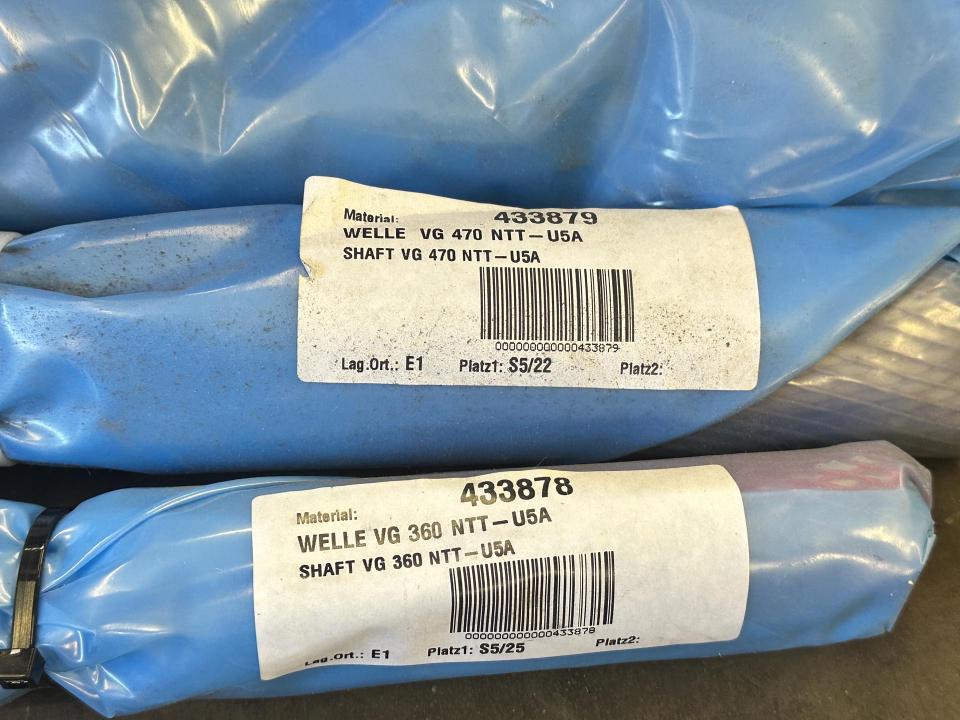 Material: 433879
WELLE VG 470 NTT-U5A
SHAFT VG 470 NTT-U5A
000000000000433879
Lag.Ort.: E1 Platz1: S5/22 Platz2:
433878
Material:
WELLE VG 360 NTT-U5A
SHAFT VG 360 NTT-U5A
000000000000433878
Lag.Ort.: E1 Platz1: S5/25 Platz2: